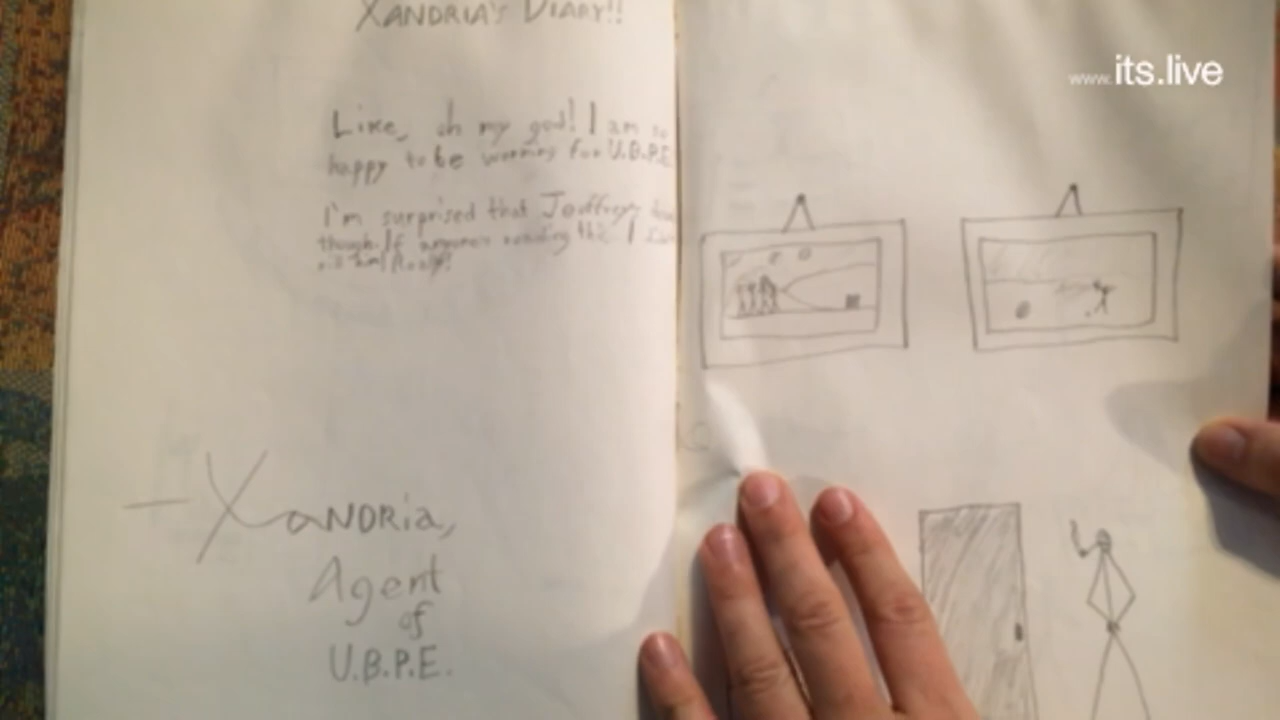 XANDRIA'S DIARY!!
www.its.live
Like, oh my god! I am so
happy to be working for U.B.P.E.
I'm surprised that
though. If anyone's reading this, I
- XANDRia,
Agent
of
U.B.P.E.